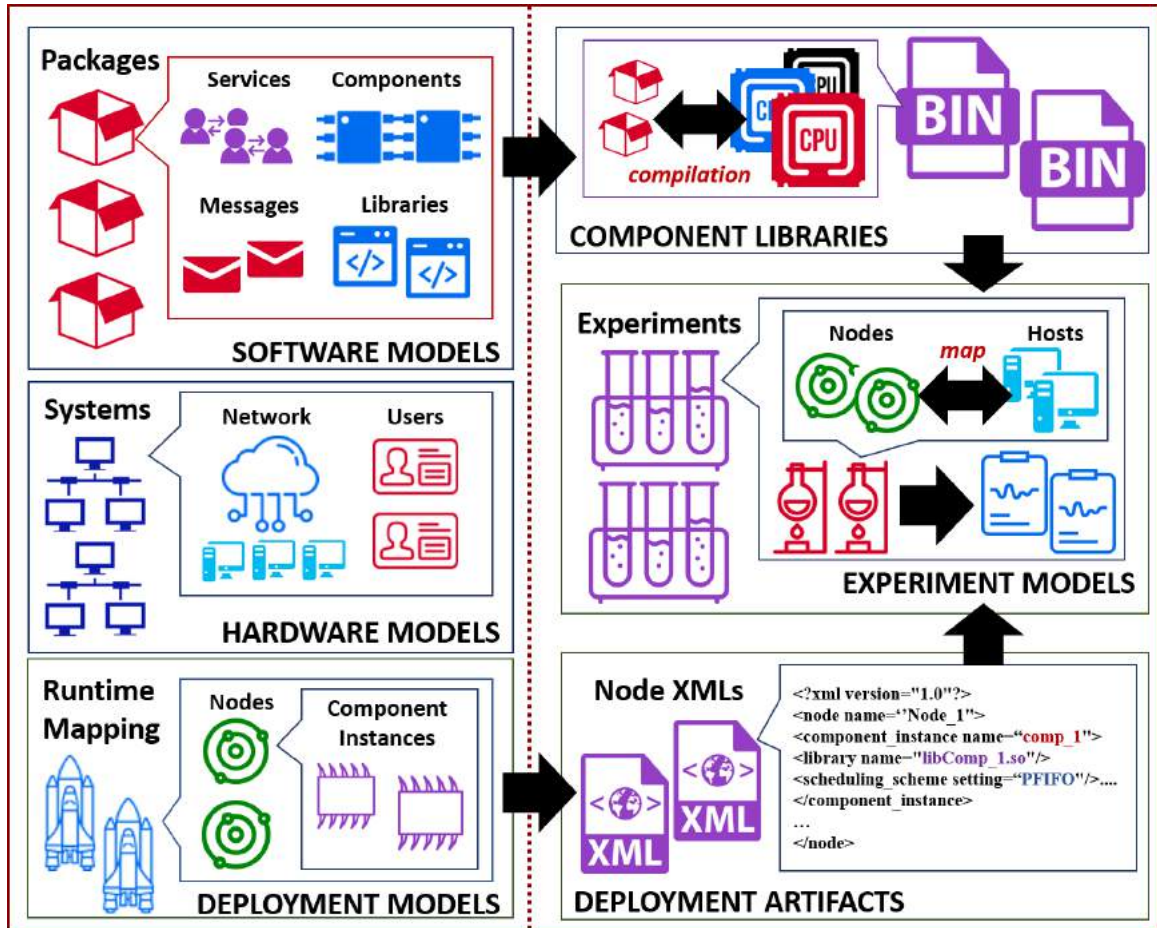 Packages
Services
Components
Messages
Libraries
</>
</>
SOFTWARE MODELS
Systems
Network
Users
HARDWARE MODELS
Runtime
Mapping
Nodes
Component
Instances
DEPLOYMENT MODELS
compilation
CPU
BIN
BIN
COMPONENT LIBRARIES
Experiments
Nodes
map
Hosts
EXPERIMENT MODELS
Node XMLs
XML
XML
<?xml version="1.0"?>
<node name=‘’Node_1">
<component_instance name=“comp_1">
<library name="libComp_1.so"/>
<scheduling_scheme setting=“PFIFO"/>....
</component_instance>
…
</node>
DEPLOYMENT ARTIFACTS